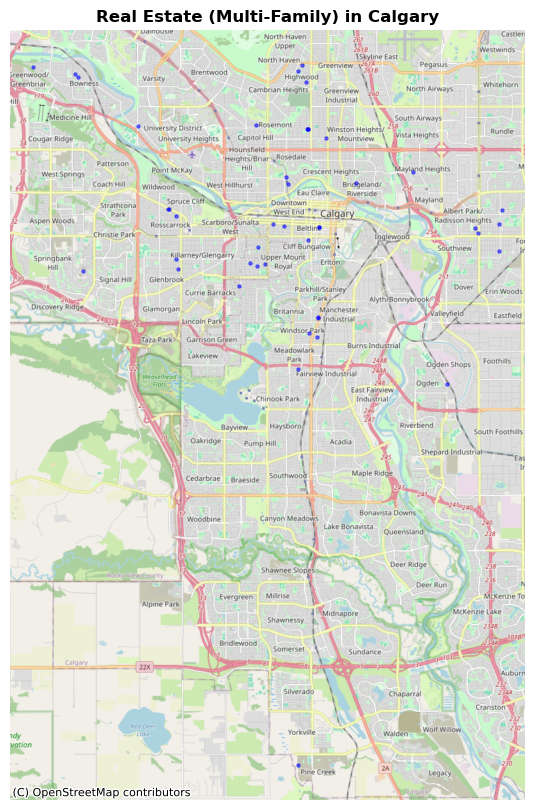 Real Estate (Multi-Family) in Calgary
Dalhousie
North Haven
Upper
Skyline East
Greenwood/
Greenbriar
Bowness
Varsity
Brentwood
North Haven
Greenview
Pegasus
Westwinds
Highwood
Cambrian Heights
Greenview
Industrial
North Airways
Whitehorn
Hill
Medicine Hill
Cougar Ridge
University District
University Heights
Rosemont
Capitol Hill
Winston Heights/
Mountview
South Airways
Vista Heights
Rundle
Patterson
West Springs
Coach Hill
Point McKay
Wildwood
Hounsfield
Heights/Briar
Hill
Rosedale
West Hillhurst
Crescent Heights
Bridgeland/
Riverside
Mayland Heights
Mayland
Strathcona
Park
Aspen Woods
Christie Park
Spruce Cliff
Rosscarrock
Eau Claire
Downtown
West End
Calgary
Scarboro/Sunalta
West
Beltline
Albert Park/
Radisson Heights
Inglewood
Southview
Springbank
Hill
Signal Hill
Killarney/Glengarry
Glenbrook
Cliff Bungalow
Upper Mount
Royal
Erlton
Dover
Erin Woods
Currie Barracks
Parkhill/Stanley
Park
Alyth/Bonnybrook
Discovery Ridge
Glamorgan
Lincoln Park
Britannia
Manchester
Industrial
Valleyfield
Eastfield
Taza Park
Garrison Green
Lakeview
Windsor Park
Meadowlark
Park
Burns Industrial
Ogden Shops
Foothills
Weaselhead
Flats
Fairview Industrial
East Fairview
Industrial
Ogden
Chinook Park
Bayview
Haysboro
Riverbend
South Foothills
Oakridge
Pump Hill
Acadia
Shepard Industrial
Cedarbrae
Braeside
Southwood
Maple Ridge
Woodbine
Canyon Meadows
Lake Bonavista
Bonavista Downs
Queensland
Shawnee Slopes
Deer Ridge
Rocky View County
Deer Run
McKenzie To
Alpine Park
Evergreen
Millrise
Midnapore
McKenzie Lake
Shawnessy
Bridlewood
Somerset
Sundance
Calgary
22X
Auburn
Silverado
Chaparral
Cranston
Red Deer
Lake
Yorkville
Walden
Wolf Willow
Pine Creek
2A
Legacy
(C) OpenStreetMap contributors